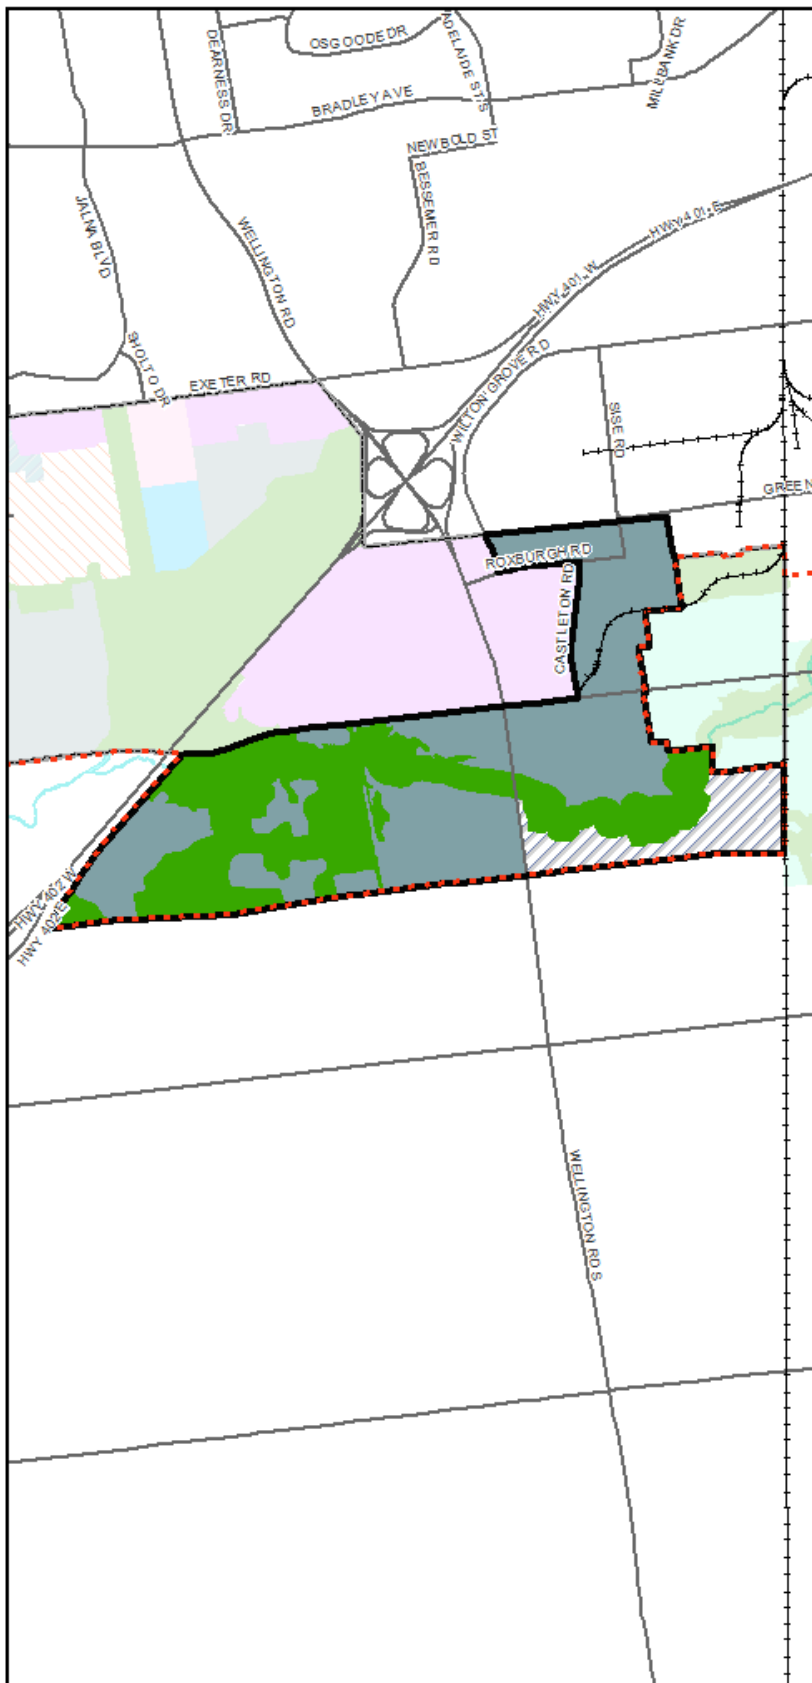 OSGOODE DR
DEARNESS DR
ADELAIDE ST S
MILLBANK DR
BRADLEY AVE
NEWBOLD ST
BESSEMER RD
JALNA BLVD
WELLINGTON RD
HWY 401 E
HWY 401 W
SHOLTO DR
EXETER RD
WILTON GROVE RD
SISE RD
GREEN
ROXBURGH RD
CASTLETON RD
HWY 402 W
HWY 402 E
WELLINGTON RD S